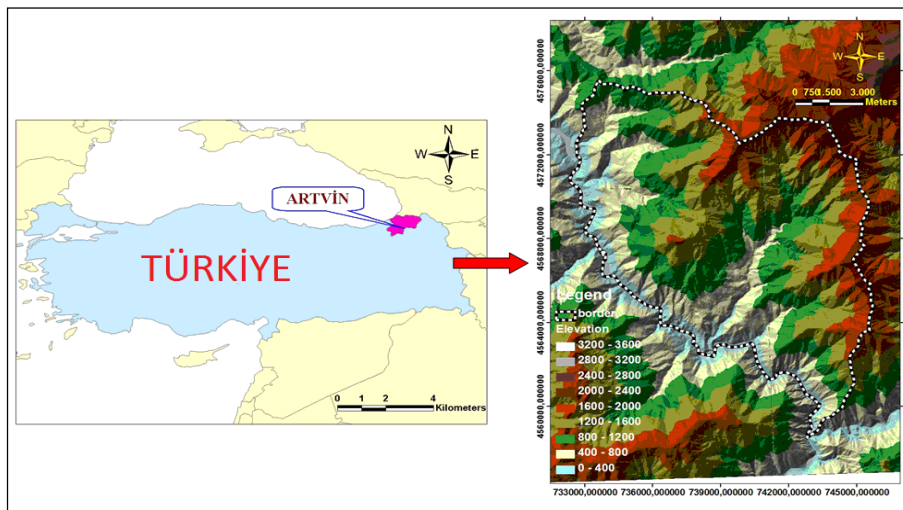 N
W E
S
ARTVİN
TÜRKİYE
0 1 2 4
Kilometers
N
W E
S
0 750 1.500 3.000
Meters
4576000,000000
4572000,000000
4568000,000000
4564000,000000
4560000,000000
Legend
border
Elevation
3200 - 3600
2800 - 3200
2400 - 2800
2000 - 2400
1600 - 2000
1200 - 1600
800 - 1200
400 - 800
0 - 400
733000,000000 736000,000000 739000,000000 742000,000000 745000,000000